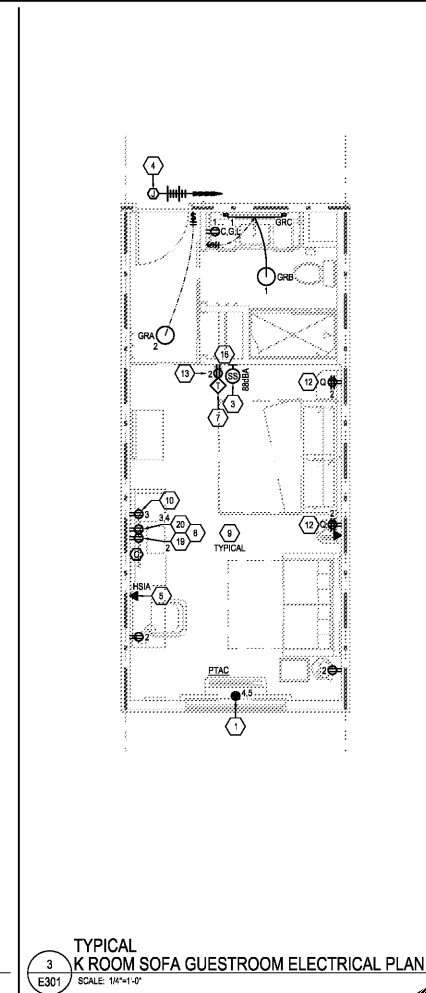 4
J
1
1
GRC
C,G,L
GRB
1
GRA
2
16
13
2
SS
88PBV
T
3
7
12
Q
2
10
3
3,4
20
8
9
TYPICAL
19
2
2
12
Q
HSIA
5
2
2
PTAC
4,5
1
3
E301
TYPICAL
K ROOM SOFA GUESTROOM ELECTRICAL PLAN
SCALE: 1/4"=1'-0"